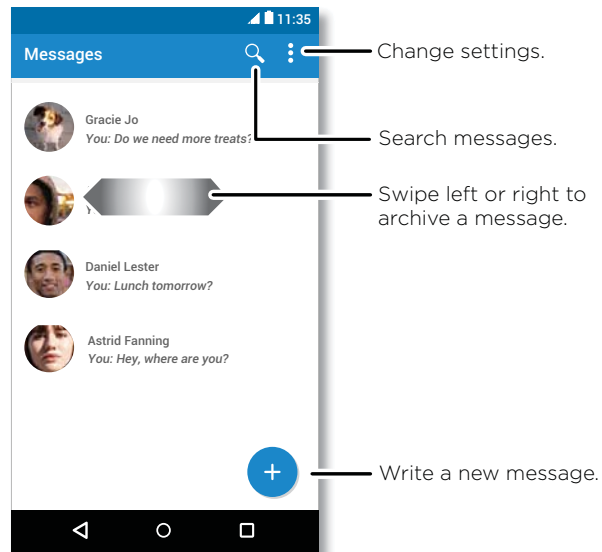 11:35
Messages
Change settings.
Gracie Jo
You: Do we need more treats?
Search messages.
Swipe left or right to
archive a message.
Daniel Lester
You: Lunch tomorrow?
Astrid Fanning
You: Hey, where are you?
+
Write a new message.